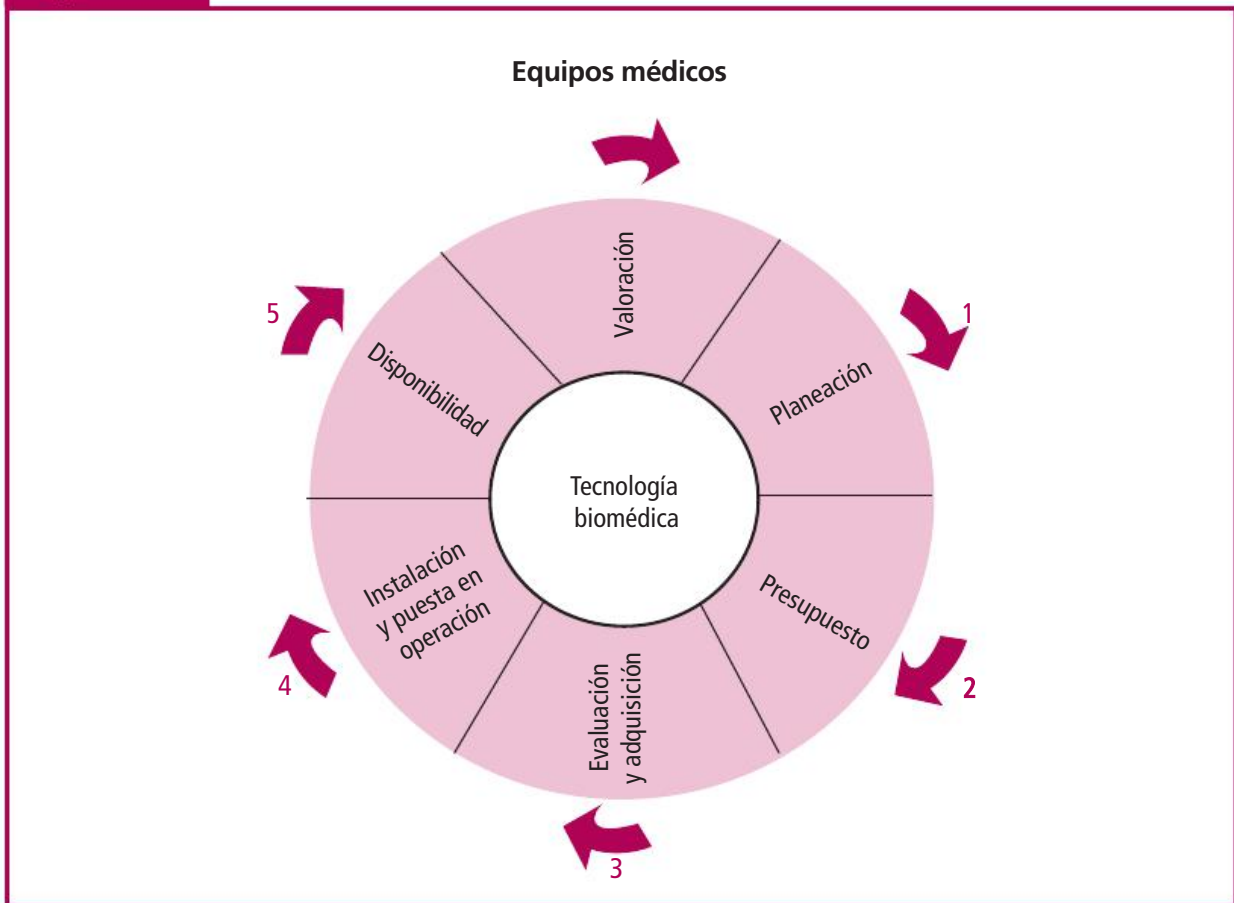 Equipos médicos
Valoración
1
Planeación
Presupuesto
2
Evaluación
y adquisición
3
Instalación
y puesta en
operación
4
Disponibilidad
5
Tecnología
biomédica